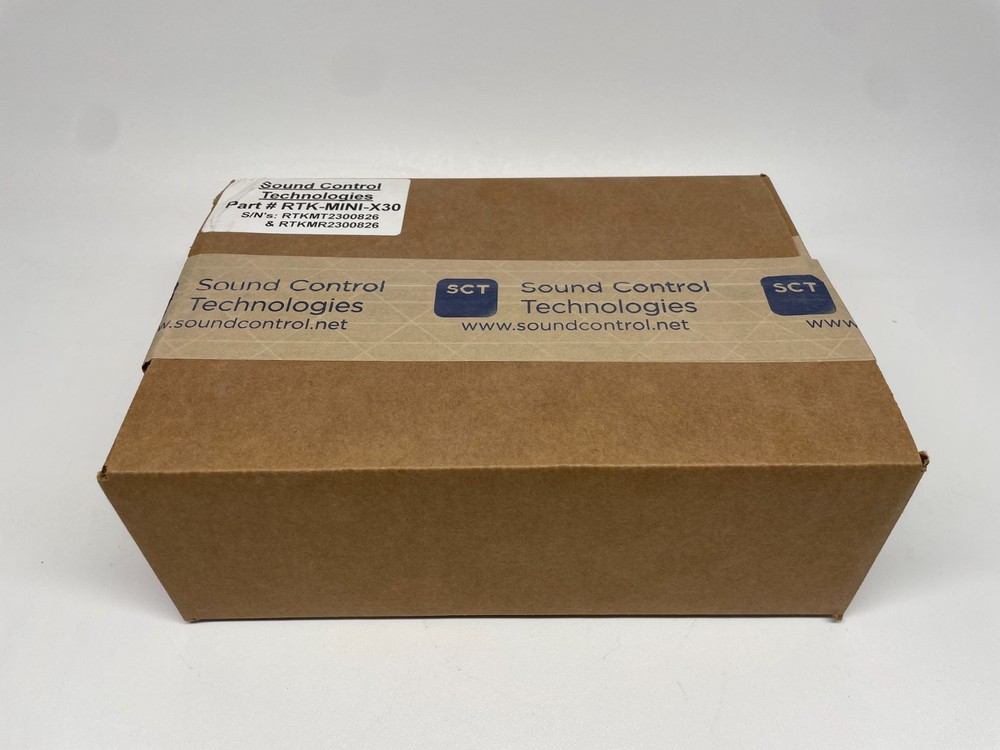 Sound Control
Technologies
Part # RTK-MINI-X30
S/N's: RTKMT2300826
& RTKMR2300826
Sound Control
Technologies
w.soundcontrol.net
SCT
Sound Control
Technologies
www.soundcontrol.net
SCT
www